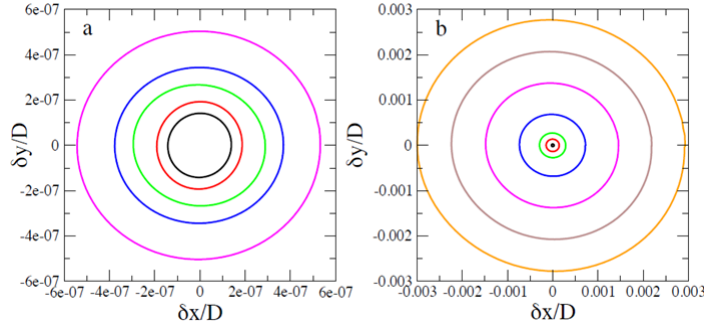 a
6e-07
4e-07
2e-07
0
-2e-07
-4e-07
-6e-07
δy/D
-6e-07 -4e-07 -2e-07 0 2e-07 4e-07 6e-07
δx/D
b
0.003
0.002
0.001
0
-0.001
-0.002
-0.003
δy/D
-0.003 -0.002 -0.001 0 0.001 0.002 0.003
δx/D